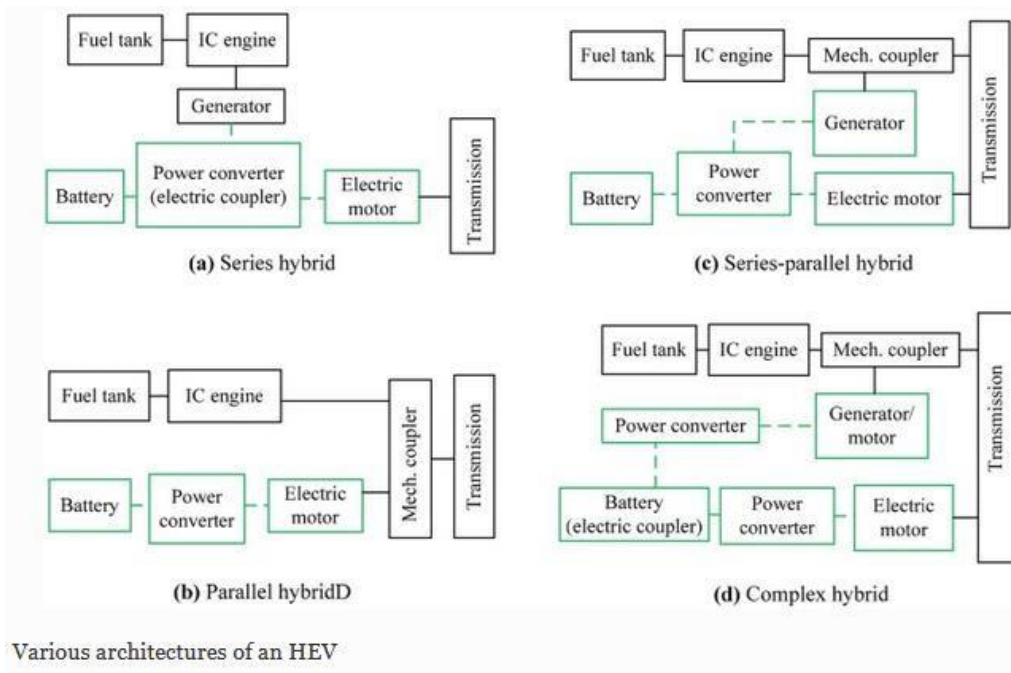 Fuel tank
IC engine
Generator
Battery
Power converter
(electric coupler)
Electric
motor
Transmission
(a) Series hybrid
Fuel tank
IC engine
Battery
Power
converter
Electric
motor
Mech. coupler
Transmission
(b) Parallel hybridD
Fuel tank
IC engine
Mech. coupler
Generator
Battery
Power
converter
Electric motor
Transmission
(c) Series-parallel hybrid
Fuel tank
IC engine
Mech. coupler
Power converter
Generator/
motor
Battery
(electric coupler)
Power
converter
Electric
motor
Transmission
(d) Complex hybrid
Various architectures of an HEV